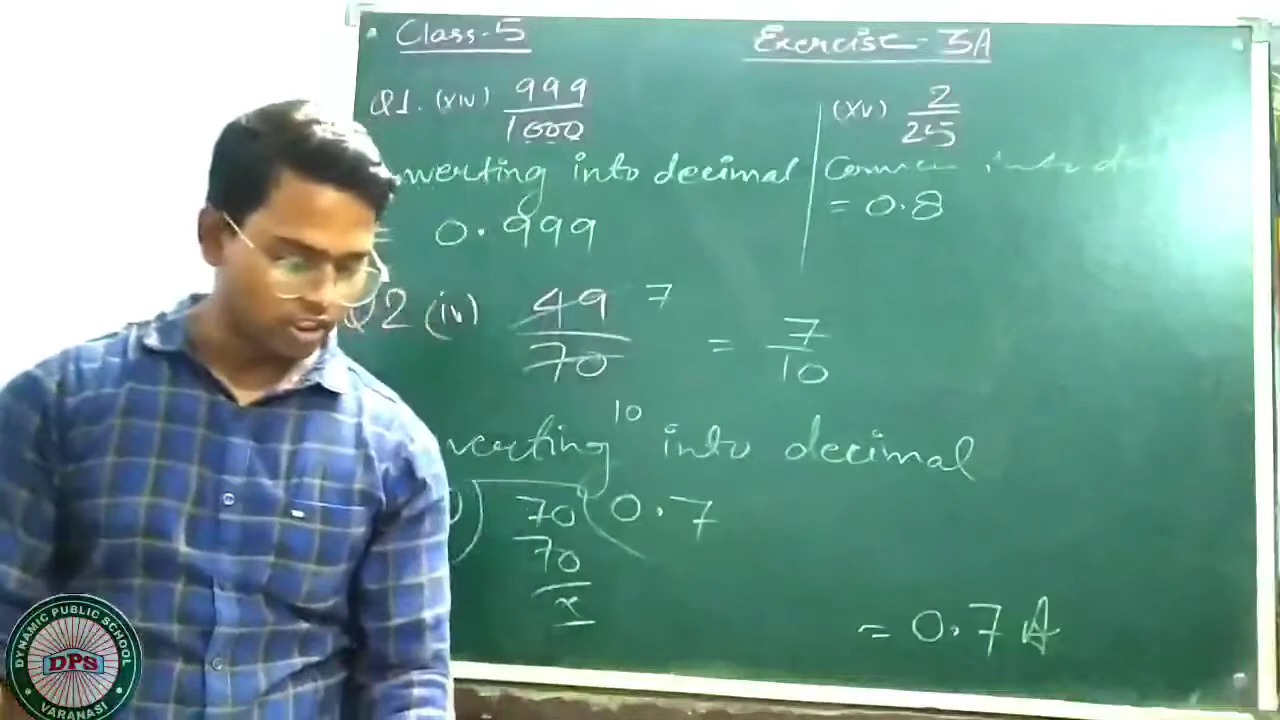 Class-5
Exercise-3A
Q1. (xiv) 999/1000
nverting into decimal
= 0.999
(xv) 2/25
into
= 0.8
Q2 (iv) 49/70 7 10 = 7/10
verting into decimal
) 70 ( 0.7
70
x
= 0.7 A
DYNAMIC PUBLIC SCHOOL
DPS
VARANASI